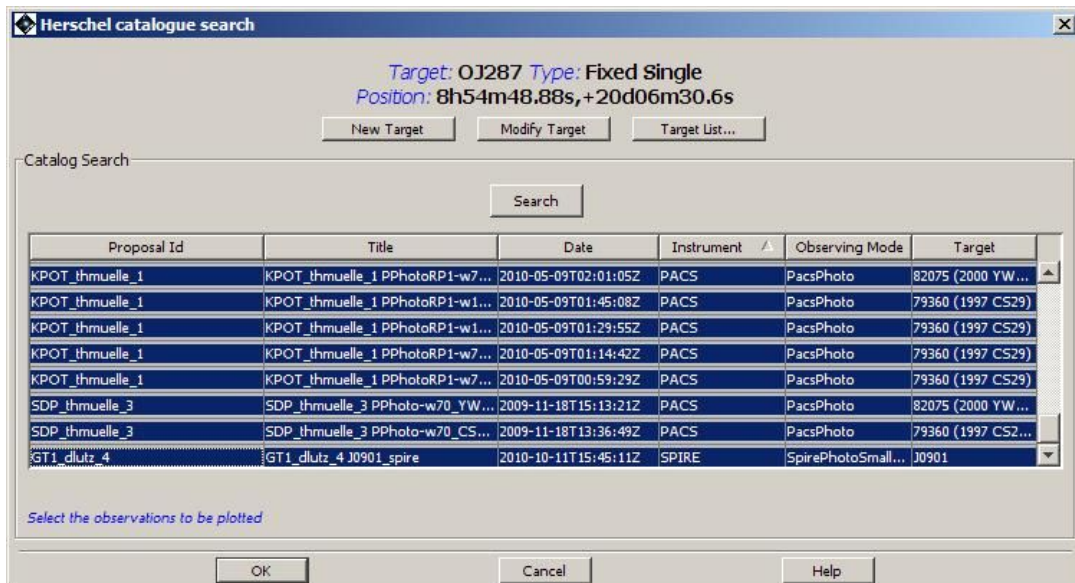 Herschel catalogue search
Target: OJ287 Type: Fixed Single
Position: 8h54m48.88s,+20d06m30.6s
New Target Modify Target Target List...
Catalog Search
Search
Proposal Id Title Date Instrument Observing Mode Target
KPOT_thmuelle_1 KPOT_thmuelle_1 PPhotoRP1-w7... 2010-05-09T02:01:05Z PACS PacsPhoto 82075 (2000 YW...
KPOT_thmuelle_1 KPOT_thmuelle_1 PPhotoRP1-w1... 2010-05-09T01:45:08Z PACS PacsPhoto 79360 (1997 CS29)
KPOT_thmuelle_1 KPOT_thmuelle_1 PPhotoRP1-w1... 2010-05-09T01:29:55Z PACS PacsPhoto 79360 (1997 CS29)
KPOT_thmuelle_1 KPOT_thmuelle_1 PPhotoRP1-w7... 2010-05-09T01:14:42Z PACS PacsPhoto 79360 (1997 CS29)
KPOT_thmuelle_1 KPOT_thmuelle_1 PPhotoRP1-w7... 2010-05-09T00:59:29Z PACS PacsPhoto 79360 (1997 CS29)
SDP_thmuelle_3 SDP_thmuelle_3 PPhoto-w70_YW... 2009-11-18T15:13:21Z PACS PacsPhoto 82075 (2000 YW...
SDP_thmuelle_3 SDP_thmuelle_3 PPhoto-w70_CS... 2009-11-18T13:36:49Z PACS PacsPhoto 79360 (1997 CS2...
GT1_dlutz_4 GT1_dlutz_4 J0901_spire 2010-10-11T15:45:11Z SPIRE SpirePhotoSmall... J0901
Select the observations to be plotted
OK Cancel Help